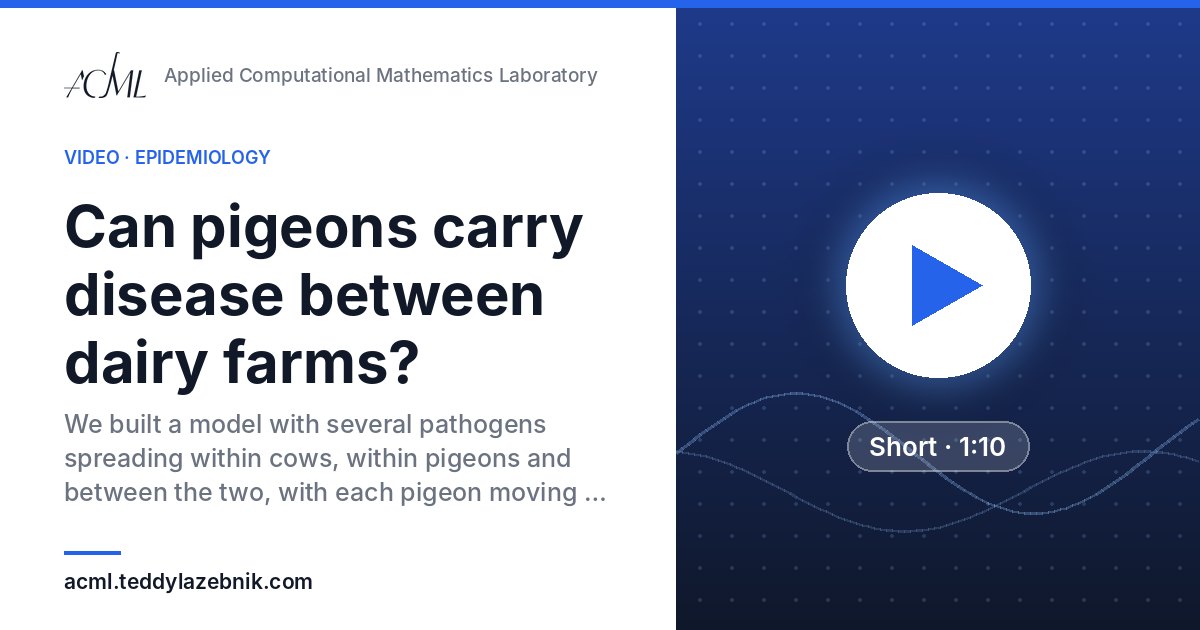 ACML
Applied Computational Mathematics Laboratory
VIDEO · EPIDEMIOLOGY
Can pigeons carry
disease between
dairy farms?
We built a model with several pathogens
spreading within cows, within pigeons and
between the two, with each pigeon moving ...
acml.teddylazebnik.com
Short · 1:10